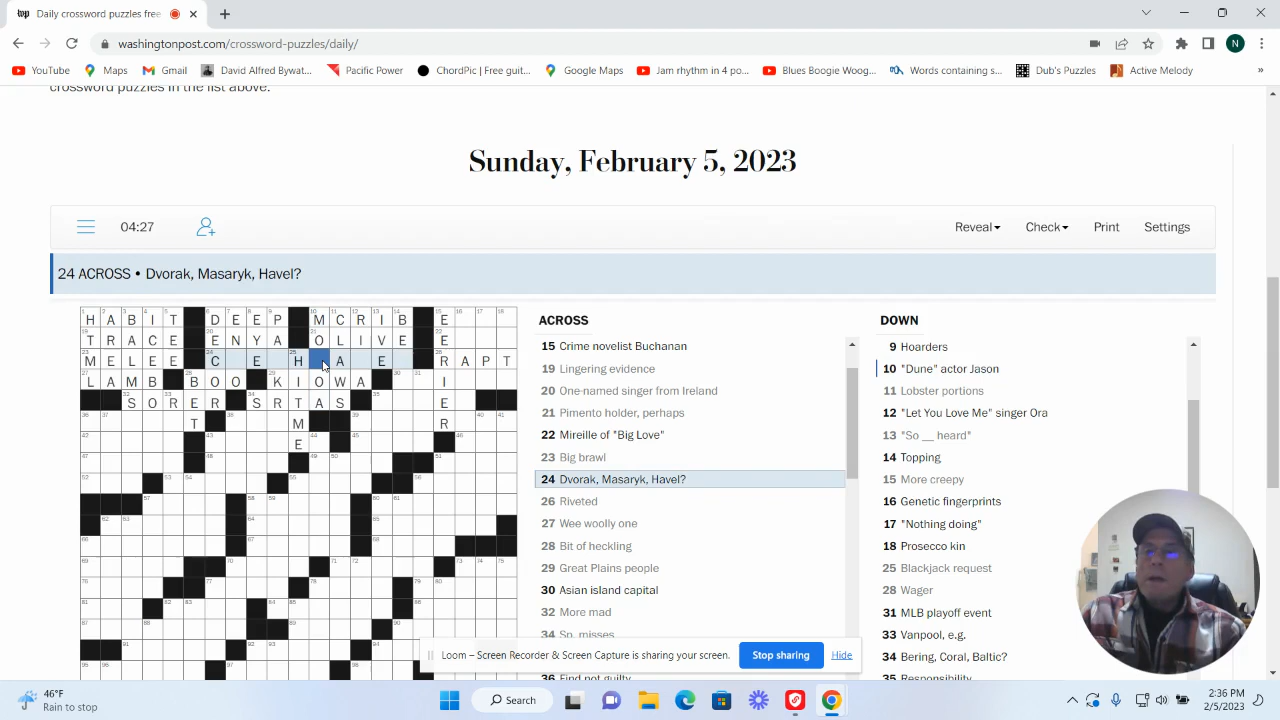 Daily crossword puzzles free
washingtonpost.com/crossword-puzzles/daily/
N
YouTube Maps Gmail David Alfred Bywat... Pacific Power ChordPic | Free guit... Google Maps Jam rhythm in 4 po... Blues Boogie Woog... Words containing s... Dub's Puzzles Active Melody »
crossword puzzles in the list above.
Sunday, February 5, 2023
04:27 Reveal Check Print Settings
24 ACROSS • Dvorak, Masaryk, Havel?
H A B I T D E E P M C R I B E
T R A C E E N Y A O L I V E E
M E L E E C E H A E R A P T
L A M B B O O K I O W A I
S O R E R S R T A S E
T M R
E
ACROSS
15 Crime novelist Buchanan
19 Lingering evidence
20 One-named singer from Ireland
21 Pimento holder, perhaps
22 Mireille of "Big Love"
23 Big brawl
24 Dvorak, Masaryk, Havel?
26 Riveted
27 Wee woolly one
28 Bit of heckling
29 Great Plains people
30 Asian island capital
32 More mad
34 Sp. misses
36 Find not guilty
DOWN
9 Hoarders
10 "Dune" actor Jason
11 Lobster portions
12 "Let You Love Me" singer Ora
13 "So __ heard"
14 Topping
15 More creepy
16 Genetic fingerprints
17 "Nothing doing"
18 Prosecco kin
25 Blackjack request
28 Wager
31 MLB playoff event
33 Vanpool, e.g.
34 Bering, Coral, Baltic?
35 Responsibility
Loom – Screen Recorder & Screen Capture is sharing your screen. Stop sharing Hide
46°F
Rain to stop
Search
2:36 PM
2/5/2023